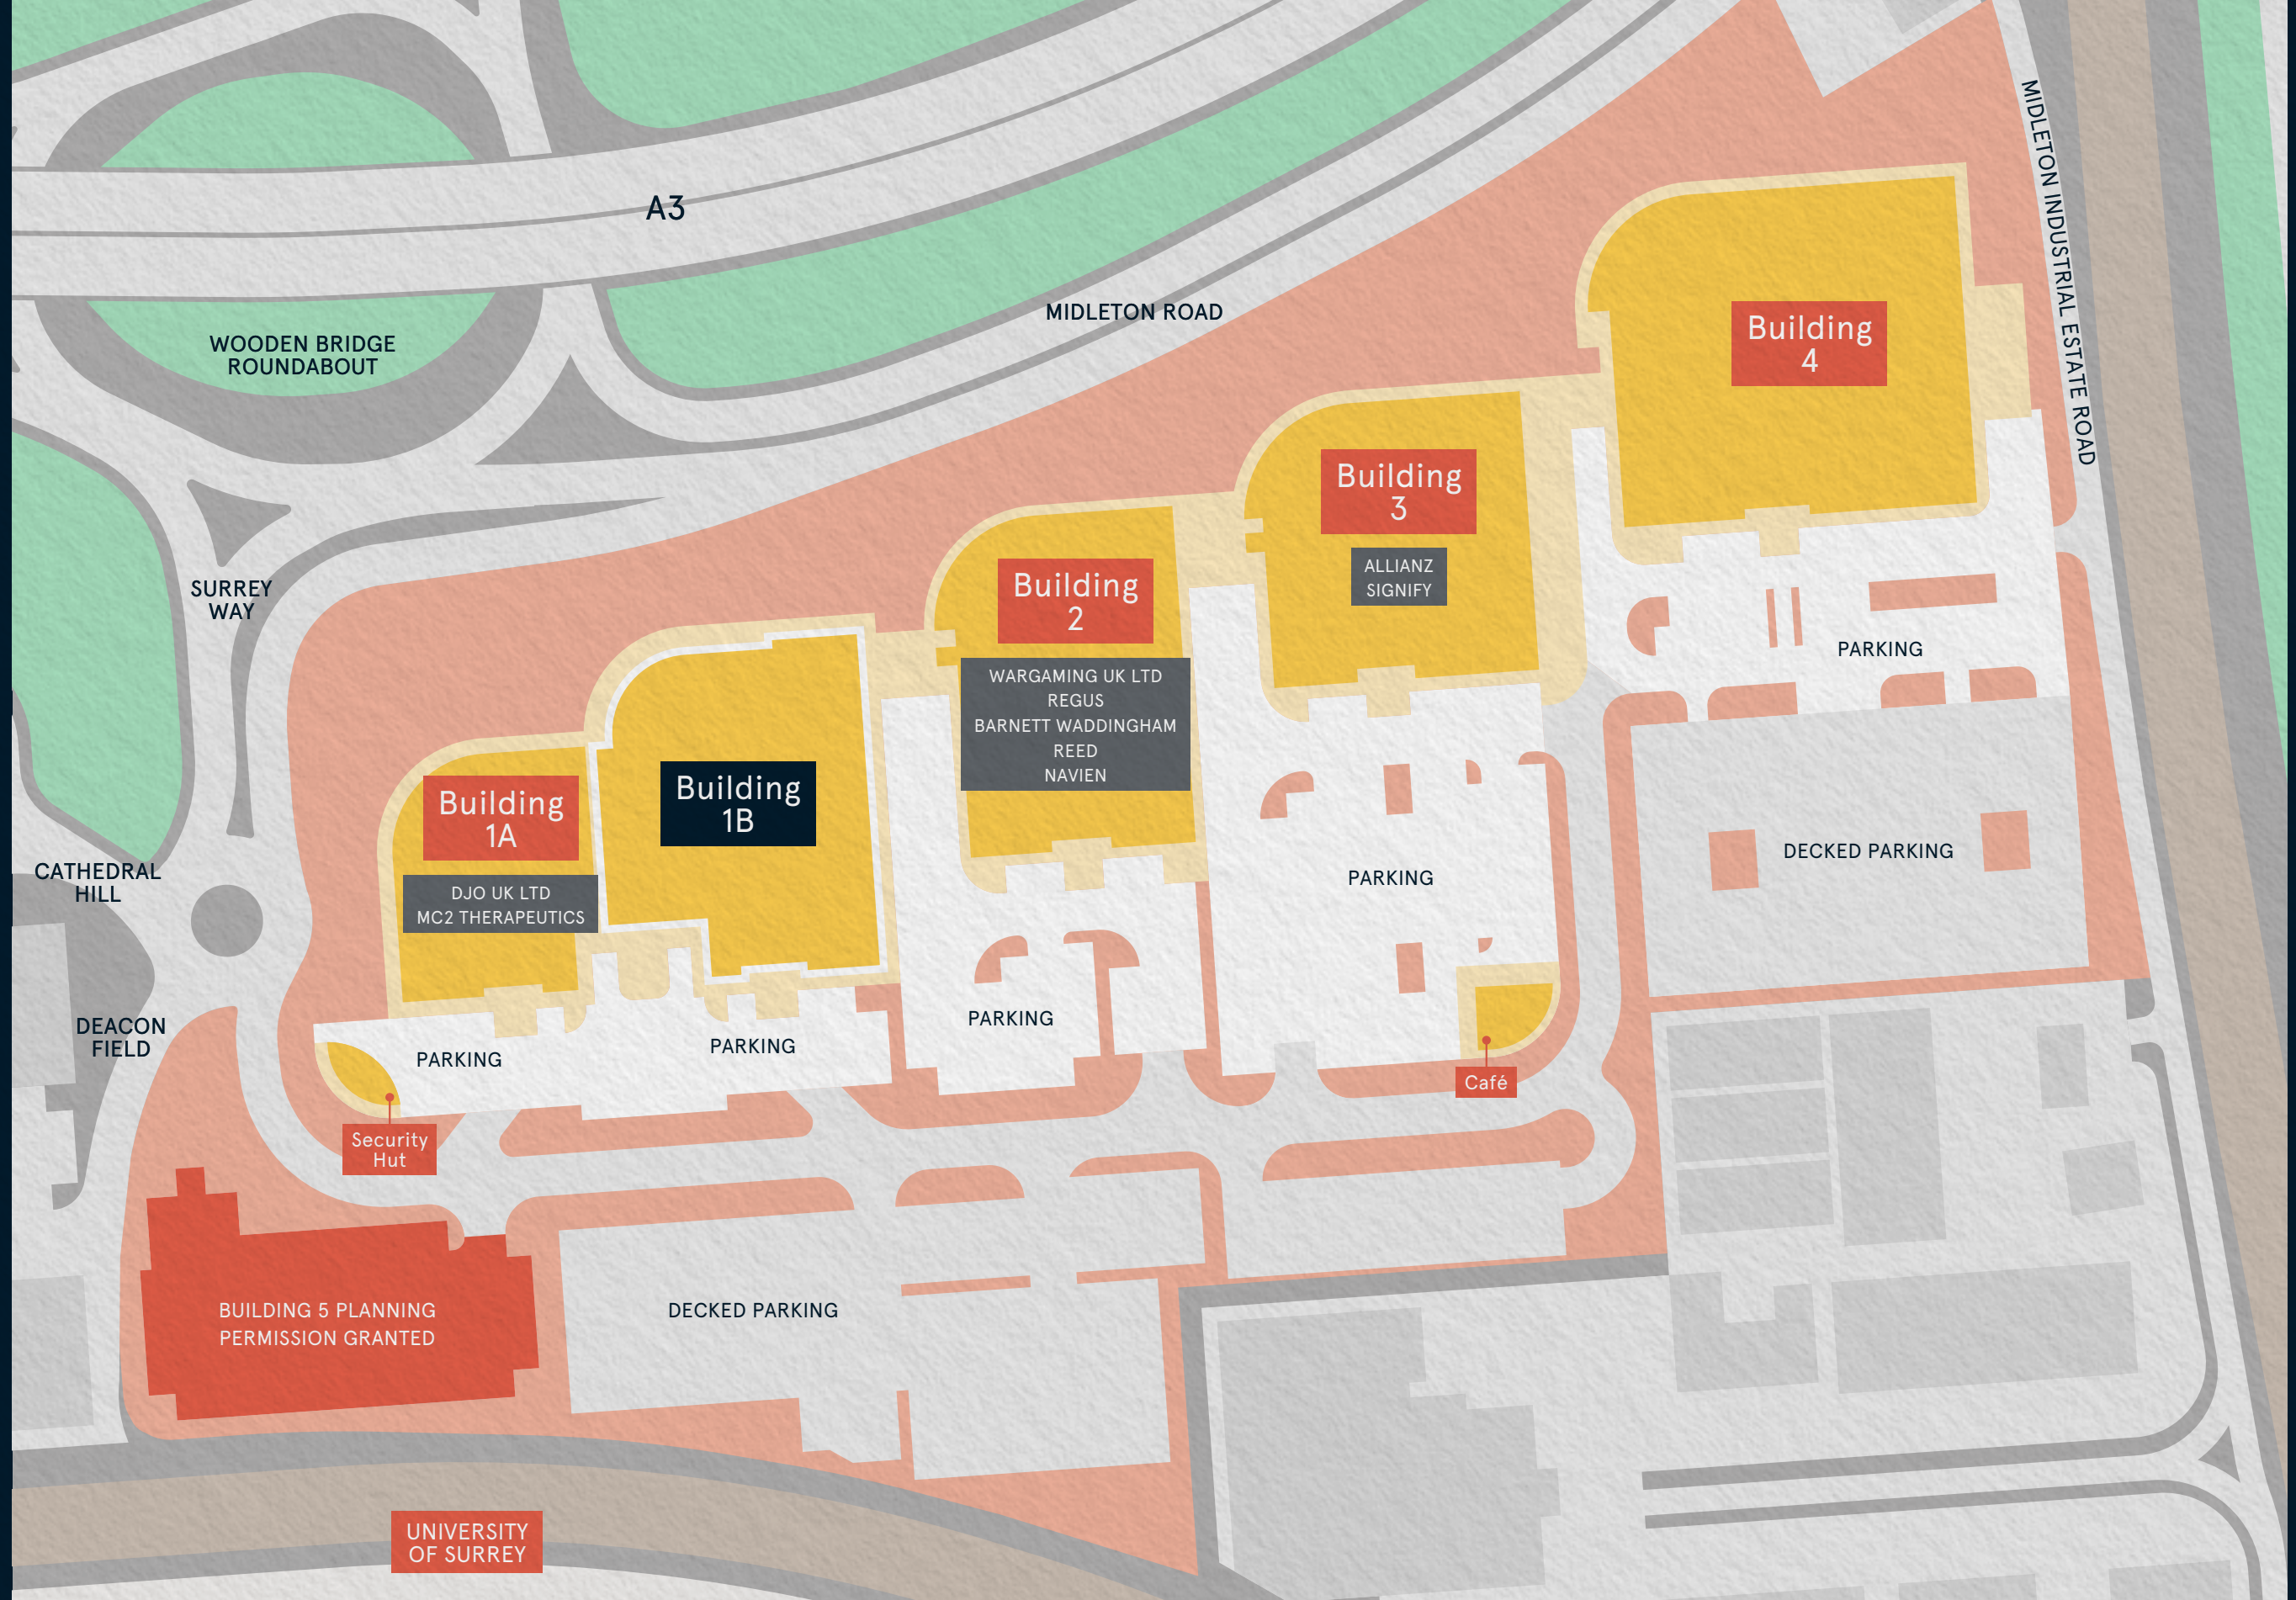 A3
MIDLETON ROAD
MIDLETON INDUSTRIAL ESTATE ROAD
WOODEN BRIDGE
ROUNDABOUT
Building
4
Building
3
ALLIANZ
SIGNIFY
SURREY
WAY
Building
2
WARGAMING UK LTD
REGUS
BARNETT WADDINGHAM
REED
NAVIEN
PARKING
Building
1B
Building
1A
DJO UK LTD
MC2 THERAPEUTICS
CATHEDRAL
HILL
PARKING
DECKED PARKING
DEACON
FIELD
PARKING
PARKING
PARKING
Café
Security
Hut
BUILDING 5 PLANNING
PERMISSION GRANTED
DECKED PARKING
UNIVERSITY
OF SURREY